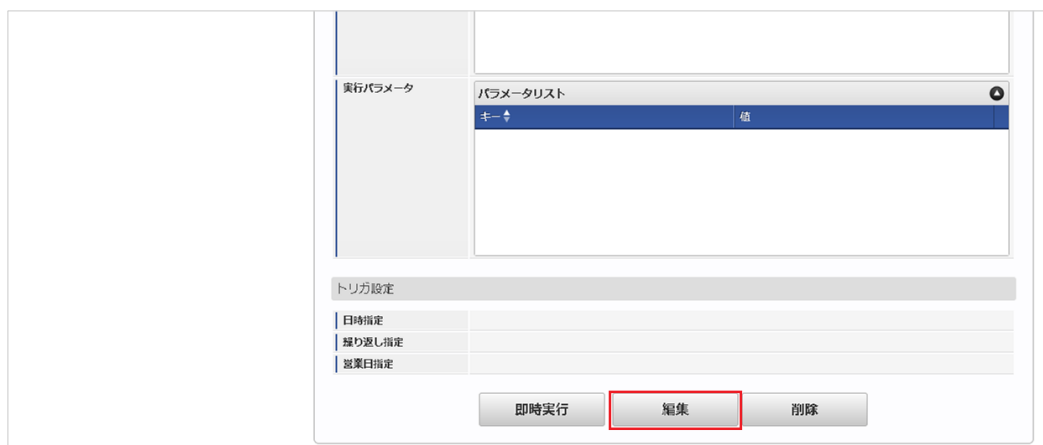 実行パラメータ
パラメータリスト
キー 値
トリガ設定
日時指定
繰り返し指定
営業日指定
即時実行 編集 削除